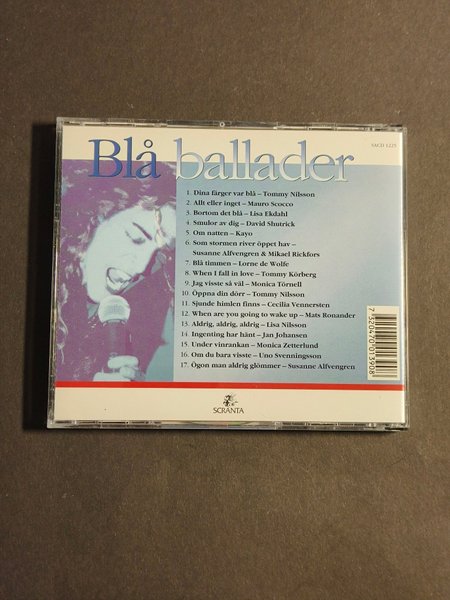 Blå ballader
SACD 1225
1. Dina färger var blå – Tommy Nilsson
2. Allt eller inget – Mauro Scocco
3. Bortom det blå – Lisa Ekdahl
4. Smulor av dig – David Shutrick
5. Om natten – Kayo
6. Som stormen river öppet hav –
Susanne Alfvengren & Mikael Rickfors
7. Blå timmen – Lorne de Wolfe
8. When I fall in love – Tommy Körberg
9. Jag visste så väl – Monica Törnell
10. Öppna din dörr – Tommy Nilsson
11. Sjunde himlen finns – Cecilia Vennersten
12. When are you going to wake up – Mats Ronander
13. Aldrig, aldrig, aldrig – Lisa Nilsson
14. Ingenting har hänt – Jan Johansen
15. Under vinrankan – Monica Zetterlund
16. Om du bara visste – Uno Svenningsson
17. Ögon man aldrig glömmer – Susanne Alfvengren
7320470013908
SCRANTA